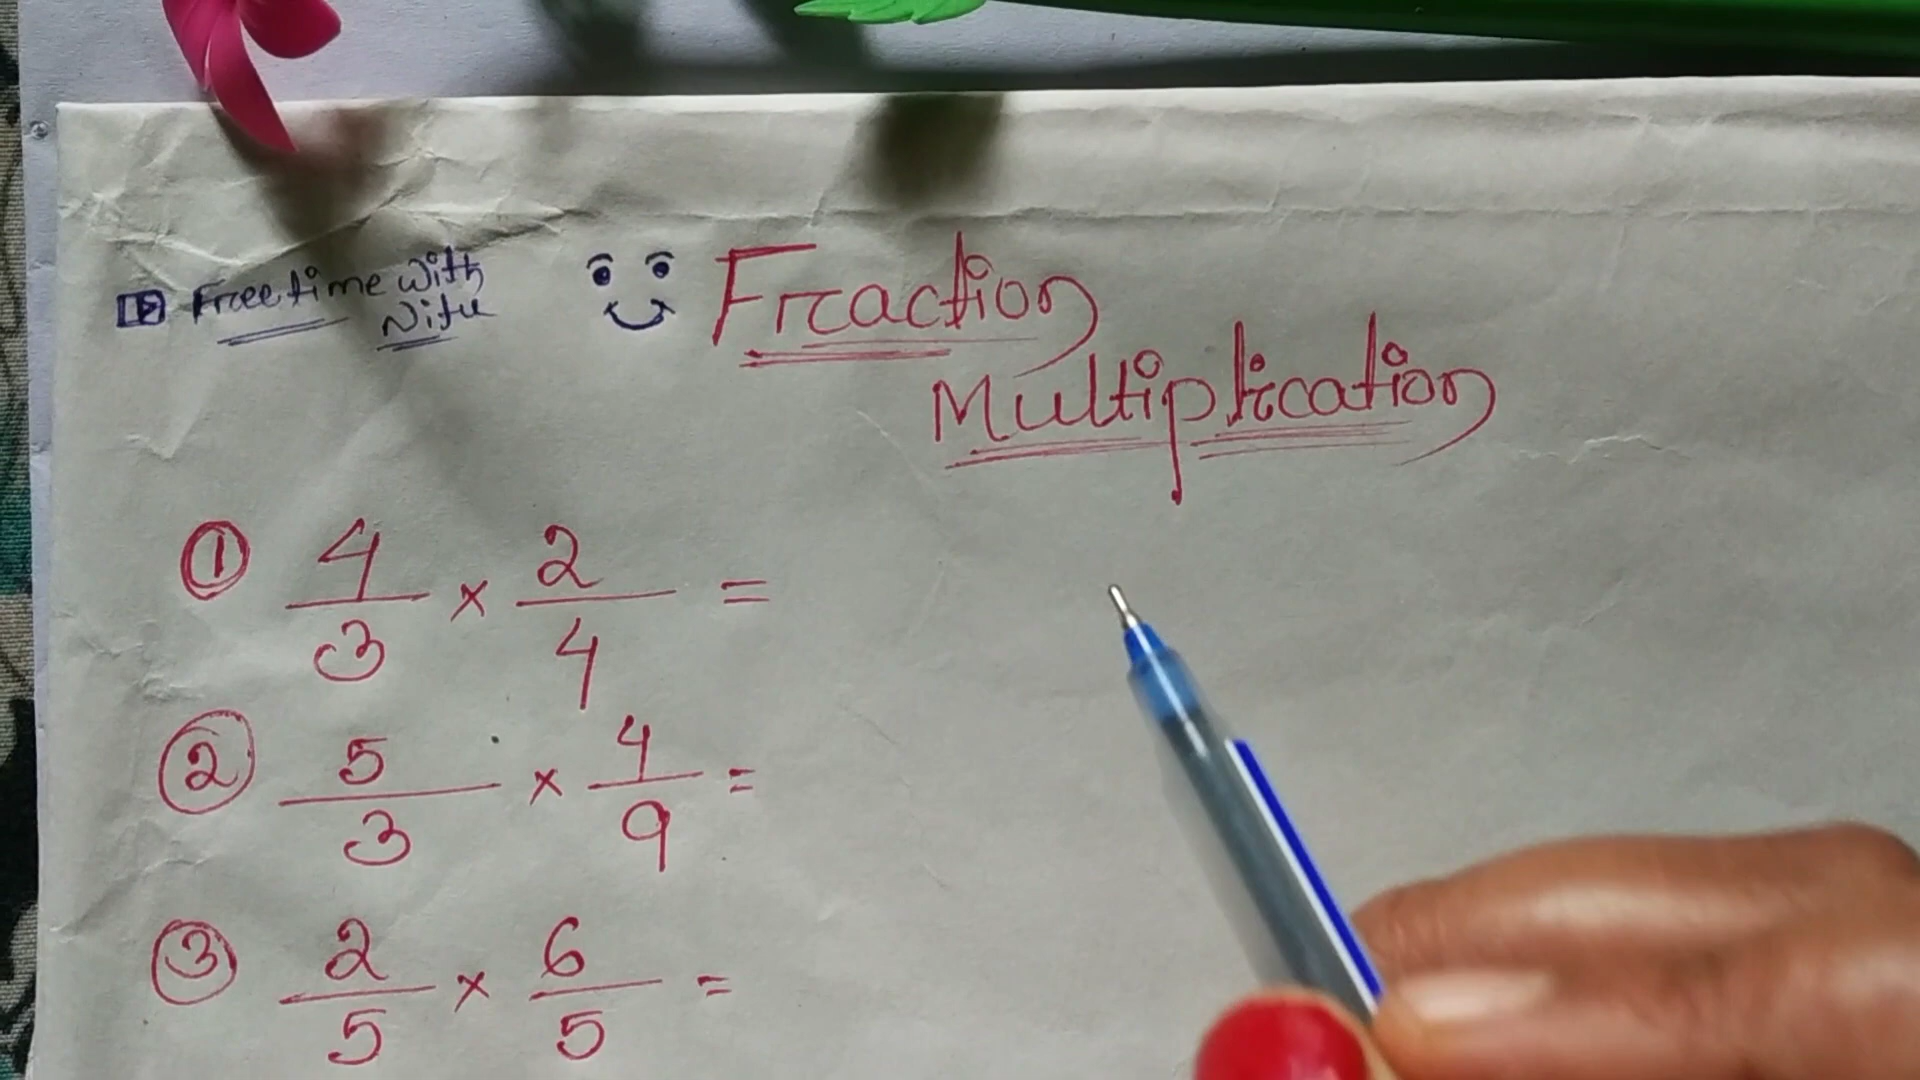 Free time with
Nitu
Fraction
Multiplication
① 4/3 × 2/4 =
② 5/3 × 4/9 =
③ 2/5 × 6/5 =